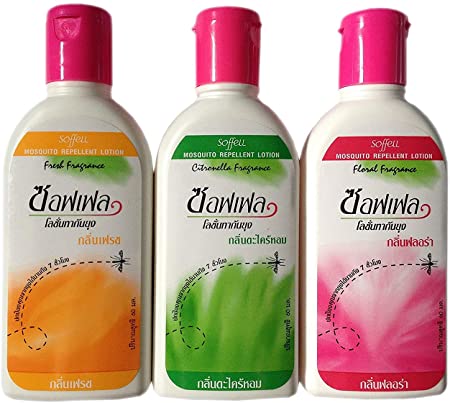 Soffell
MOSQUITO REPELLENT LOTION
Fresh Fragrance
ซอฟเฟล
โลชั่นทากันยุง
กลิ่นเฟรช
กลิ่นเฟรช
Soffell
MOSQUITO REPELLENT LOTION
Citronella Fragrance
ซอฟเฟล
โลชั่นทากันยุง
กลิ่นตะไคร้หอม
กลิ่นตะไคร้หอม
Soffell
MOSQUITO REPELLENT LOTION
Floral Fragrance
ซอฟเฟล
โลชั่นทากันยุง
กลิ่นฟลอร่า
กลิ่นฟลอร่า